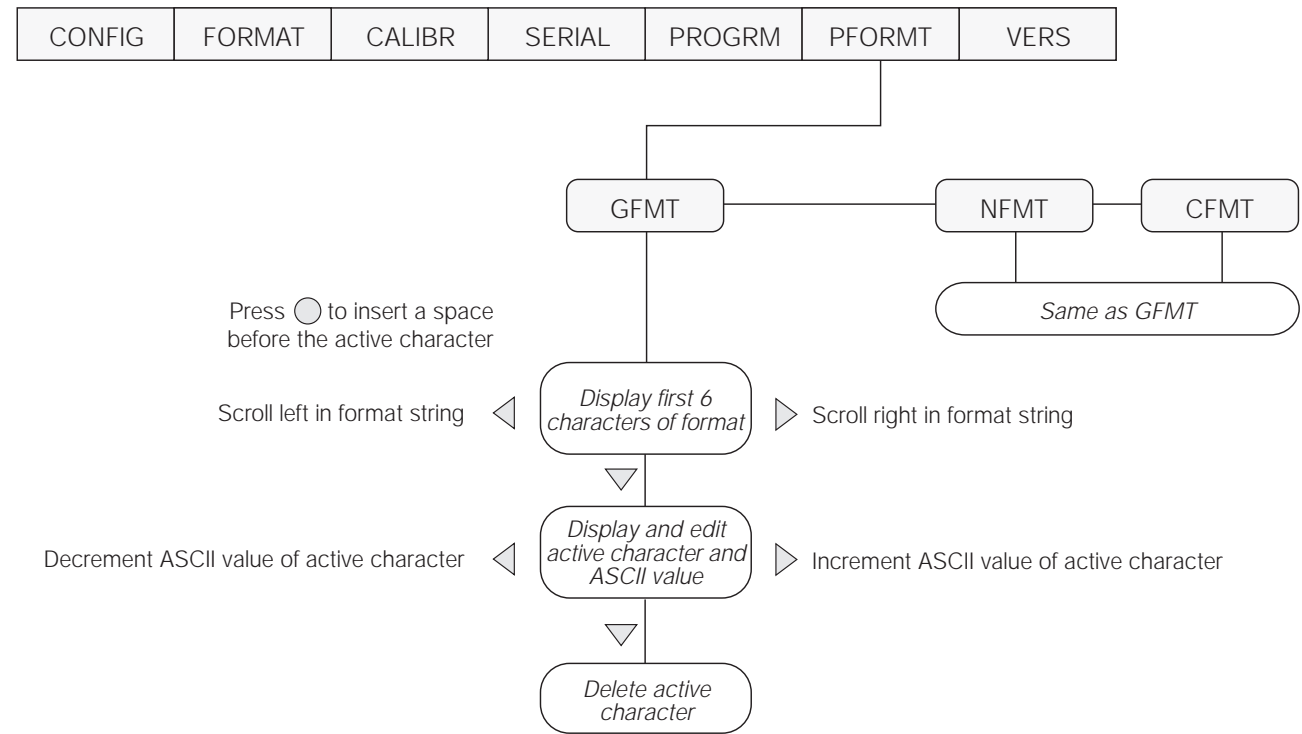 CONFIG FORMAT CALIBR SERIAL PROGRM PFORMT VERS
GFMT NFMT CFMT
Same as GFMT
Press to insert a space
before the active character
Display first 6
characters of format
Scroll left in format string
Scroll right in format string
Display and edit
active character and
ASCII value
Decrement ASCII value of active character
Increment ASCII value of active character
Delete active
character